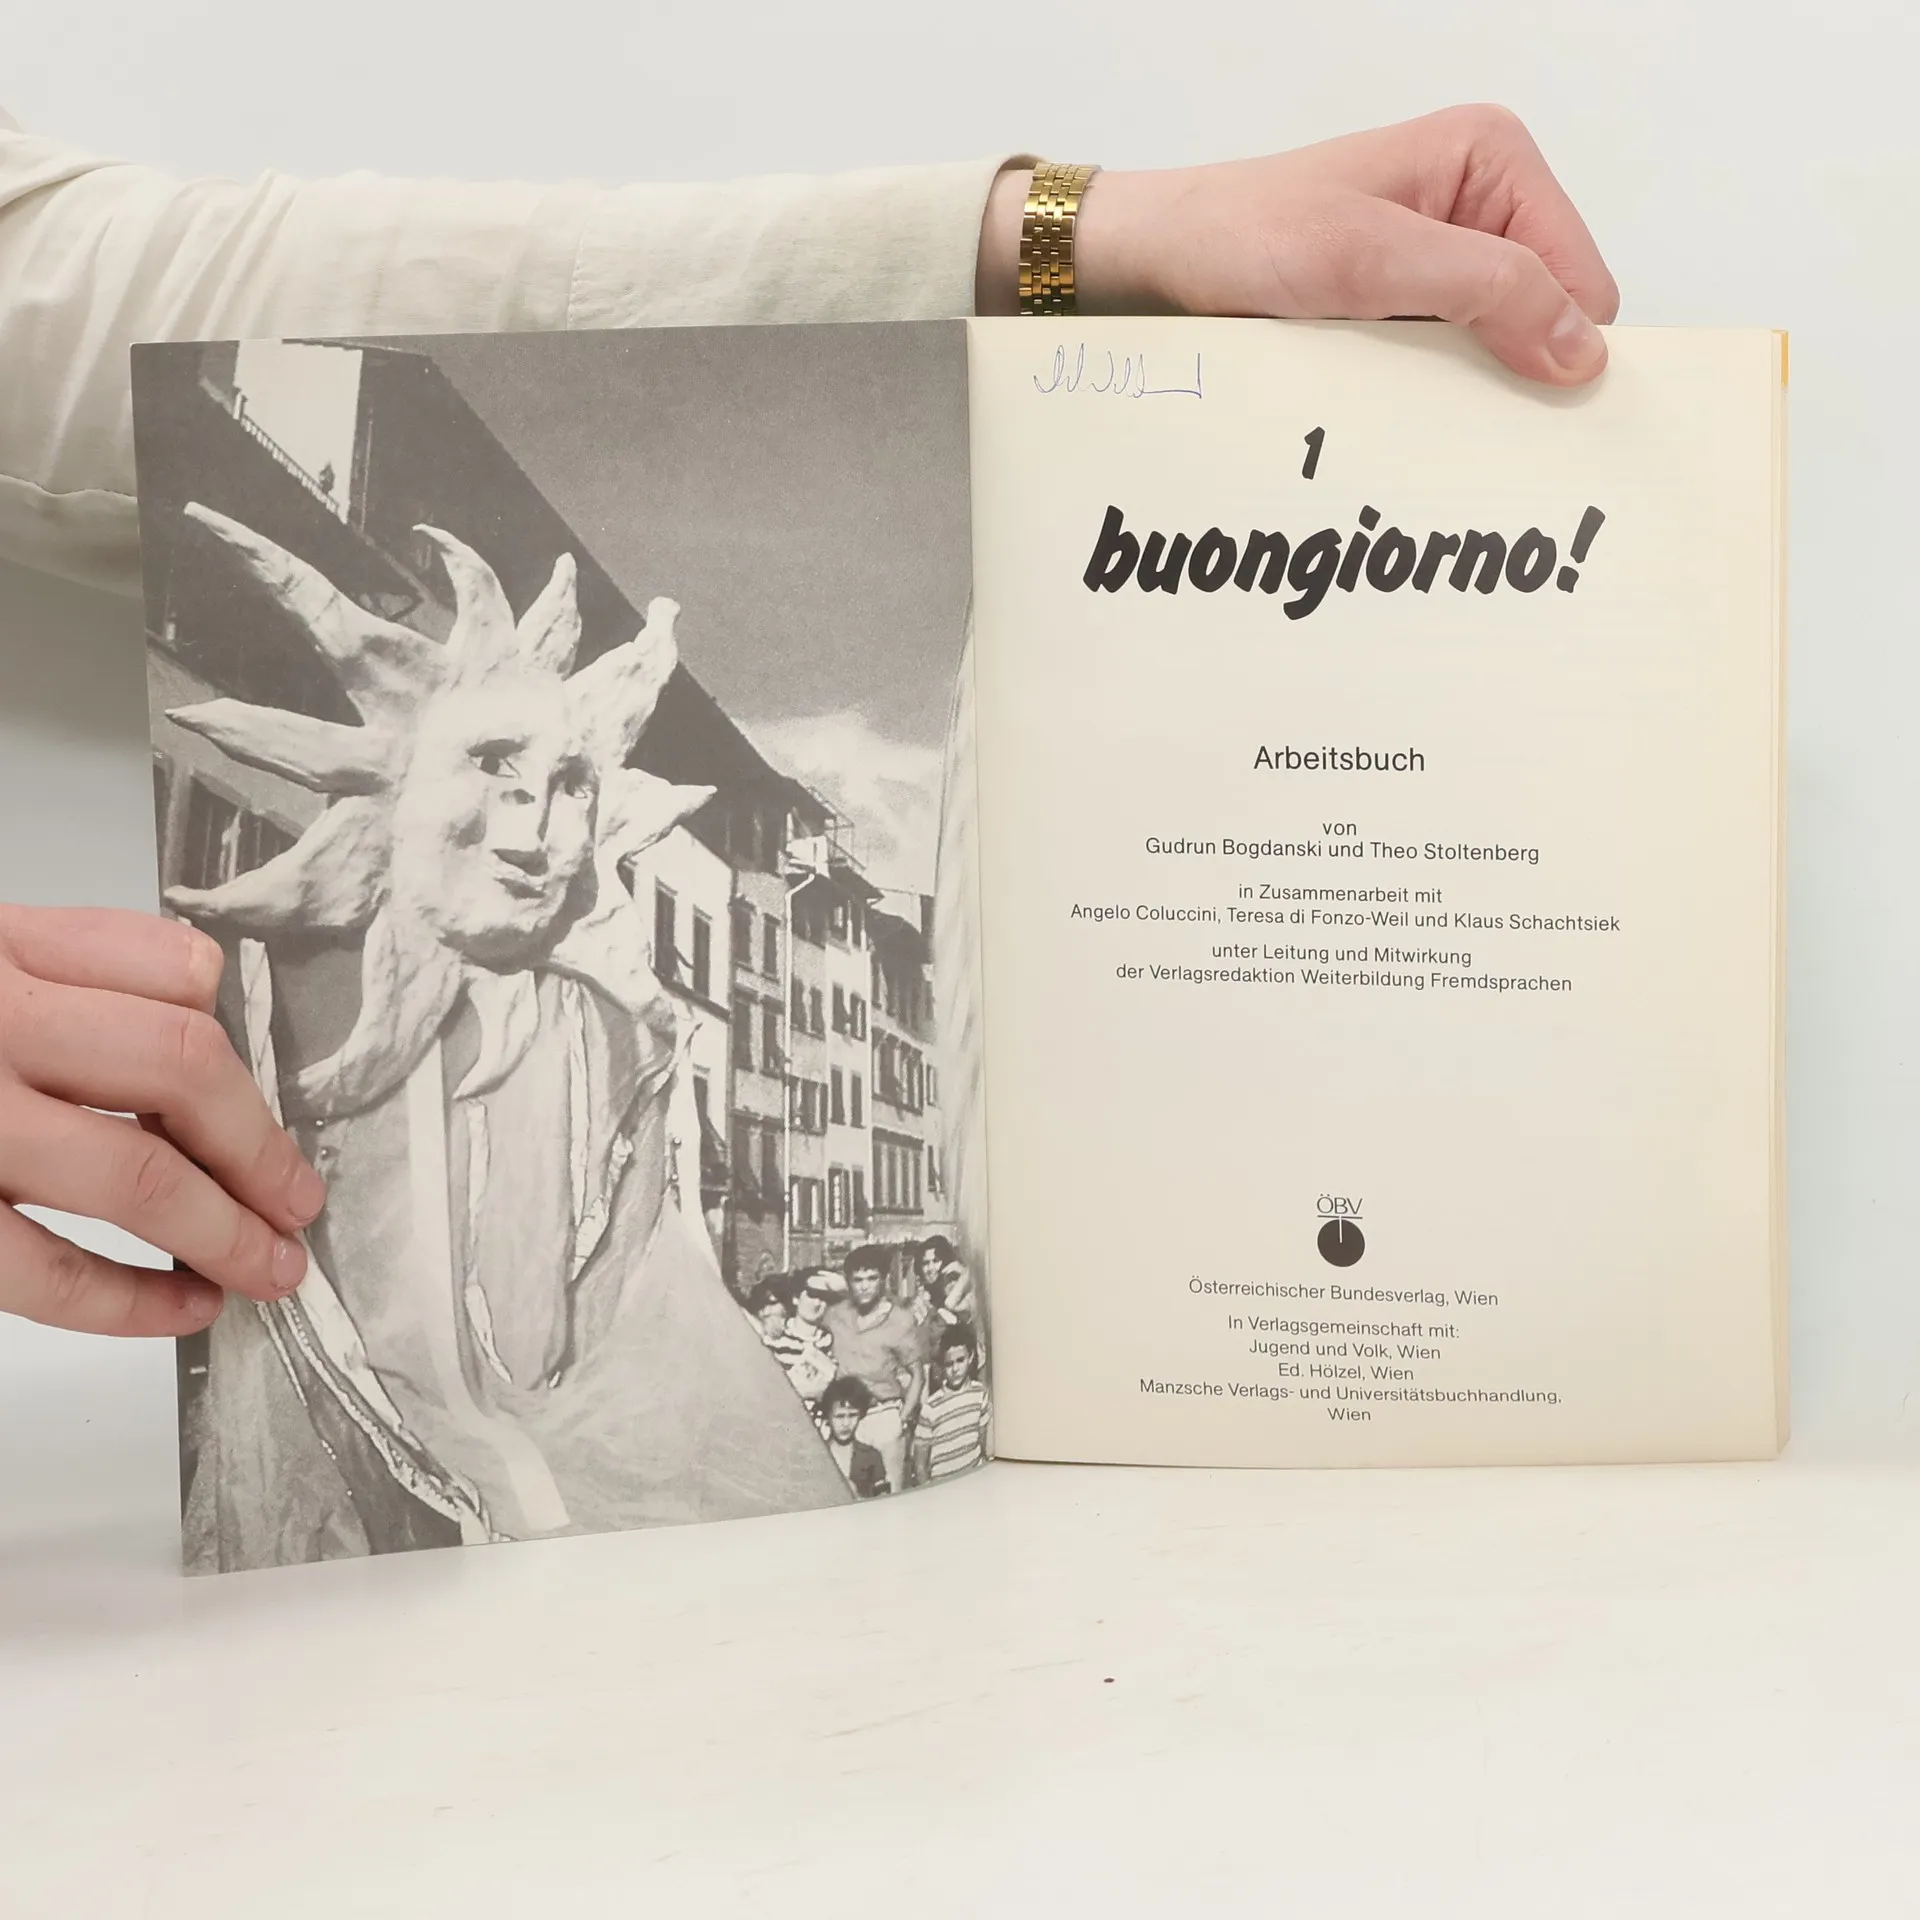 1
buongiorno!
Arbeitsbuch
von
Gudrun Bogdanski und Theo Stoltenberg
in Zusammenarbeit mit
Angelo Coluccini, Teresa di Fonzo-Weil und Klaus Schachtsiek
unter Leitung und Mitwirkung
der Verlagsredaktion Weiterbildung Fremdsprachen
ÖBV
Österreichischer Bundesverlag, Wien
In Verlagsgemeinschaft mit:
Jugend und Volk, Wien
Ed. Hölzel, Wien
Manzsche Verlags- und Universitätsbuchhandlung,
Wien